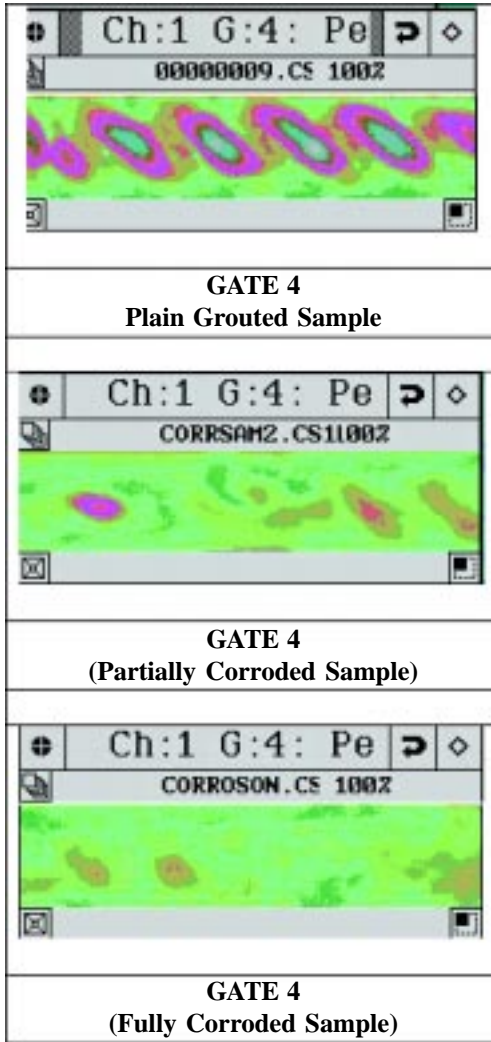 Ch:1 G:4: Pe
00000009.CS 100%
GATE 4
Plain Grouted Sample
Ch:1 G:4: Pe
CORRSAM2.CS1100%
GATE 4
(Partially Corroded Sample)
Ch:1 G:4: Pe
CORROSON.CS 100%
GATE 4
(Fully Corroded Sample)